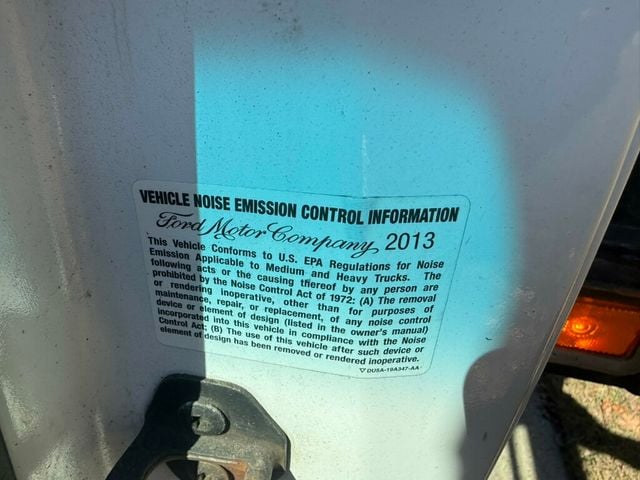 VEHICLE NOISE EMISSION CONTROL INFORMATION
Ford Motor Company 2013
This Vehicle Conforms to U.S. EPA Regulations for Noise
Emission Applicable to Medium and Heavy Trucks. The
following acts or the causing thereof by any person are
prohibited by the Noise Control Act of 1972: (A) The removal
or rendering inoperative, other than for purposes of
maintenance, repair, or replacement, of any noise control
device or element of design (listed in the owner's manual)
incorporated into this vehicle in compliance with the Noise
Control Act; (B) The use of this vehicle after such device or
element of design has been removed or rendered inoperative.
▽ DU5A-19A347-AA